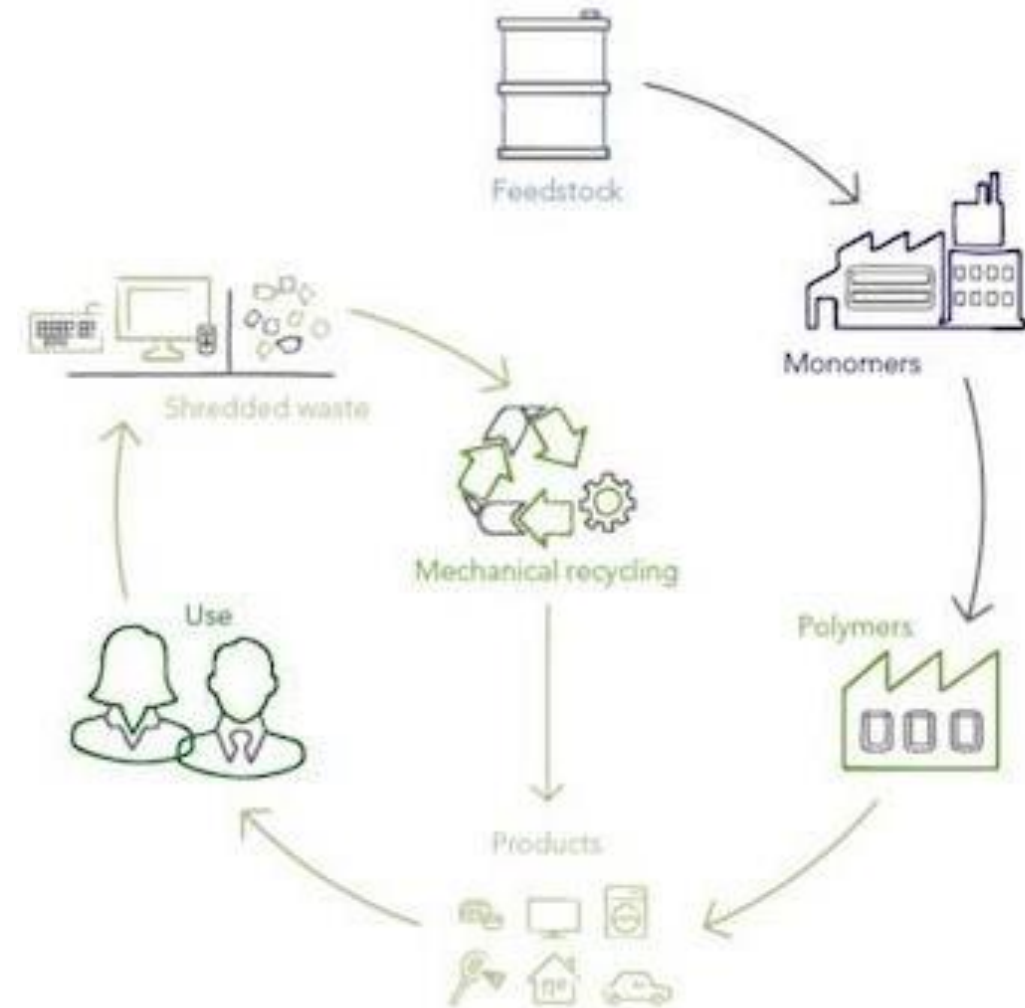 Feedstock
Monomers
Shredded waste
Mechanical recycling
Use
Polymers
Products